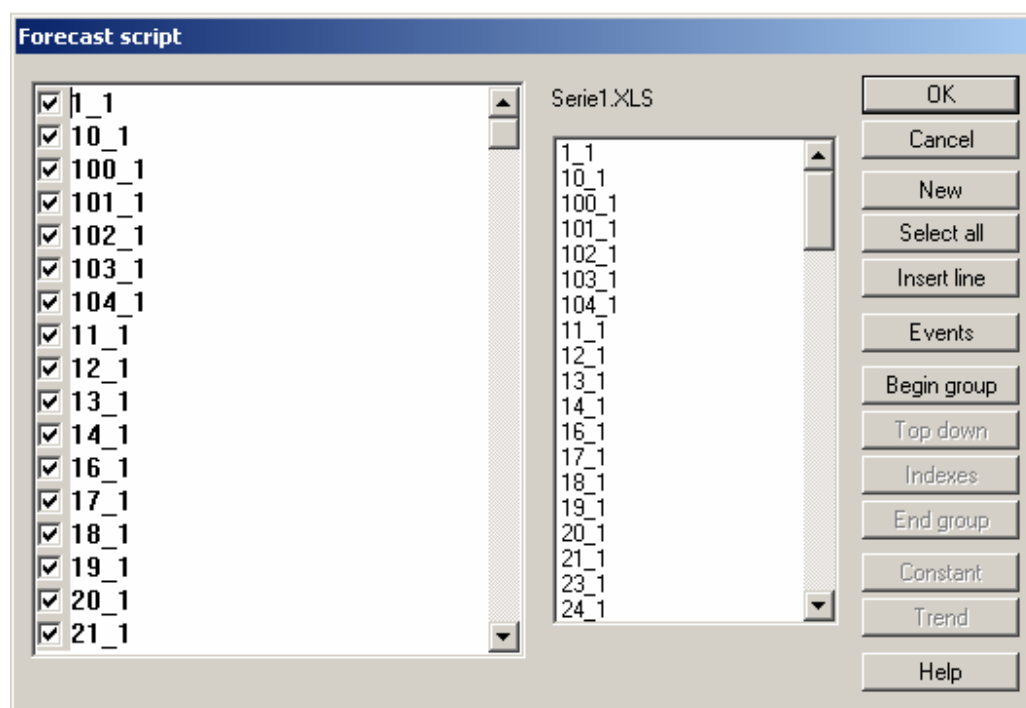 Forecast script
1_1
10_1
100_1
101_1
102_1
103_1
104_1
11_1
12_1
13_1
14_1
16_1
17_1
18_1
19_1
20_1
21_1
Serie1.XLS
1_1
10_1
100_1
101_1
102_1
103_1
104_1
11_1
12_1
13_1
14_1
16_1
17_1
18_1
19_1
20_1
21_1
23_1
24_1
OK
Cancel
New
Select all
Insert line
Events
Begin group
Top down
Indexes
End group
Constant
Trend
Help